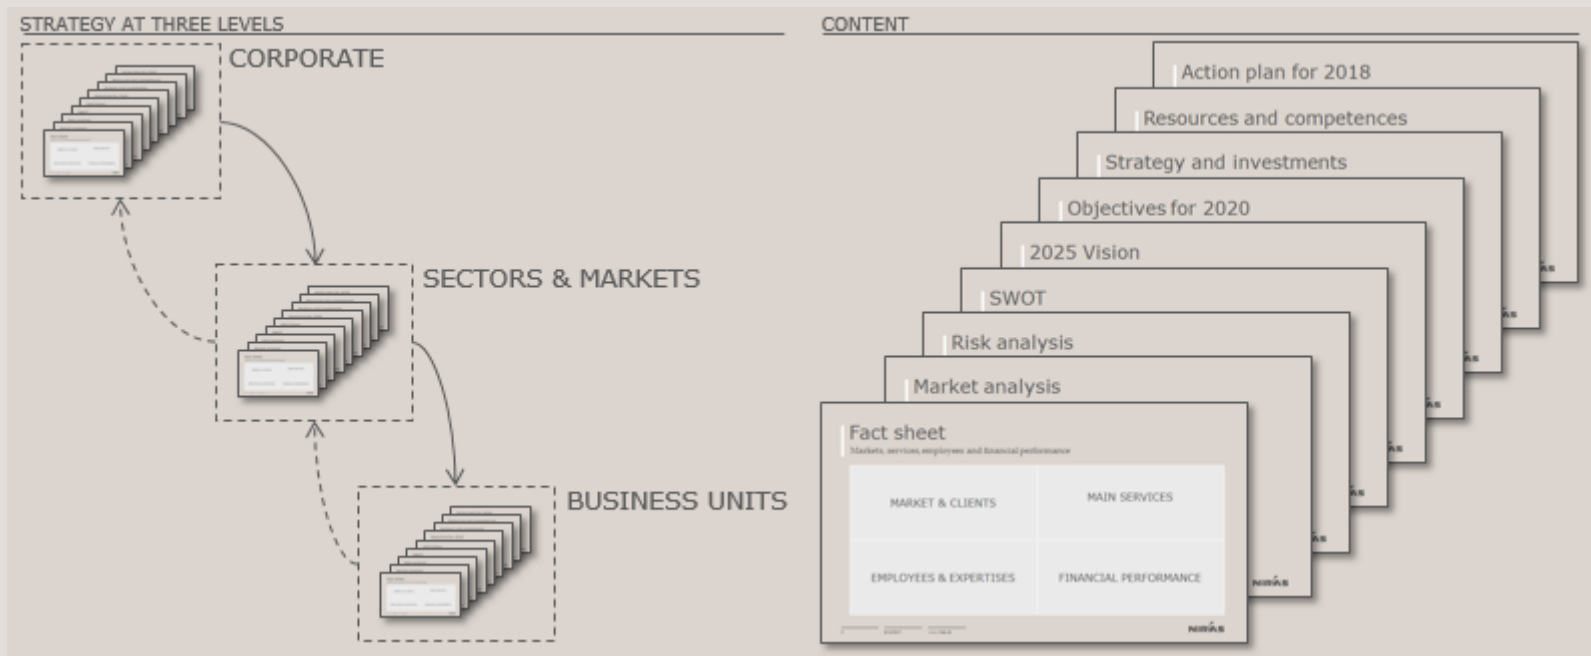 STRATEGY AT THREE LEVELS
CORPORATE
SECTORS & MARKETS
BUSINESS UNITS
CONTENT
Action plan for 2018
Resources and competences
Strategy and investments
Objectives for 2020
2025 Vision
SWOT
Risk analysis
Market analysis
Fact sheet
Markets, services, employees and financial performance
MARKET & CLIENTS
MAIN SERVICES
EMPLOYEES & EXPERTISES
FINANCIAL PERFORMANCE
NIRAS
NIRAS